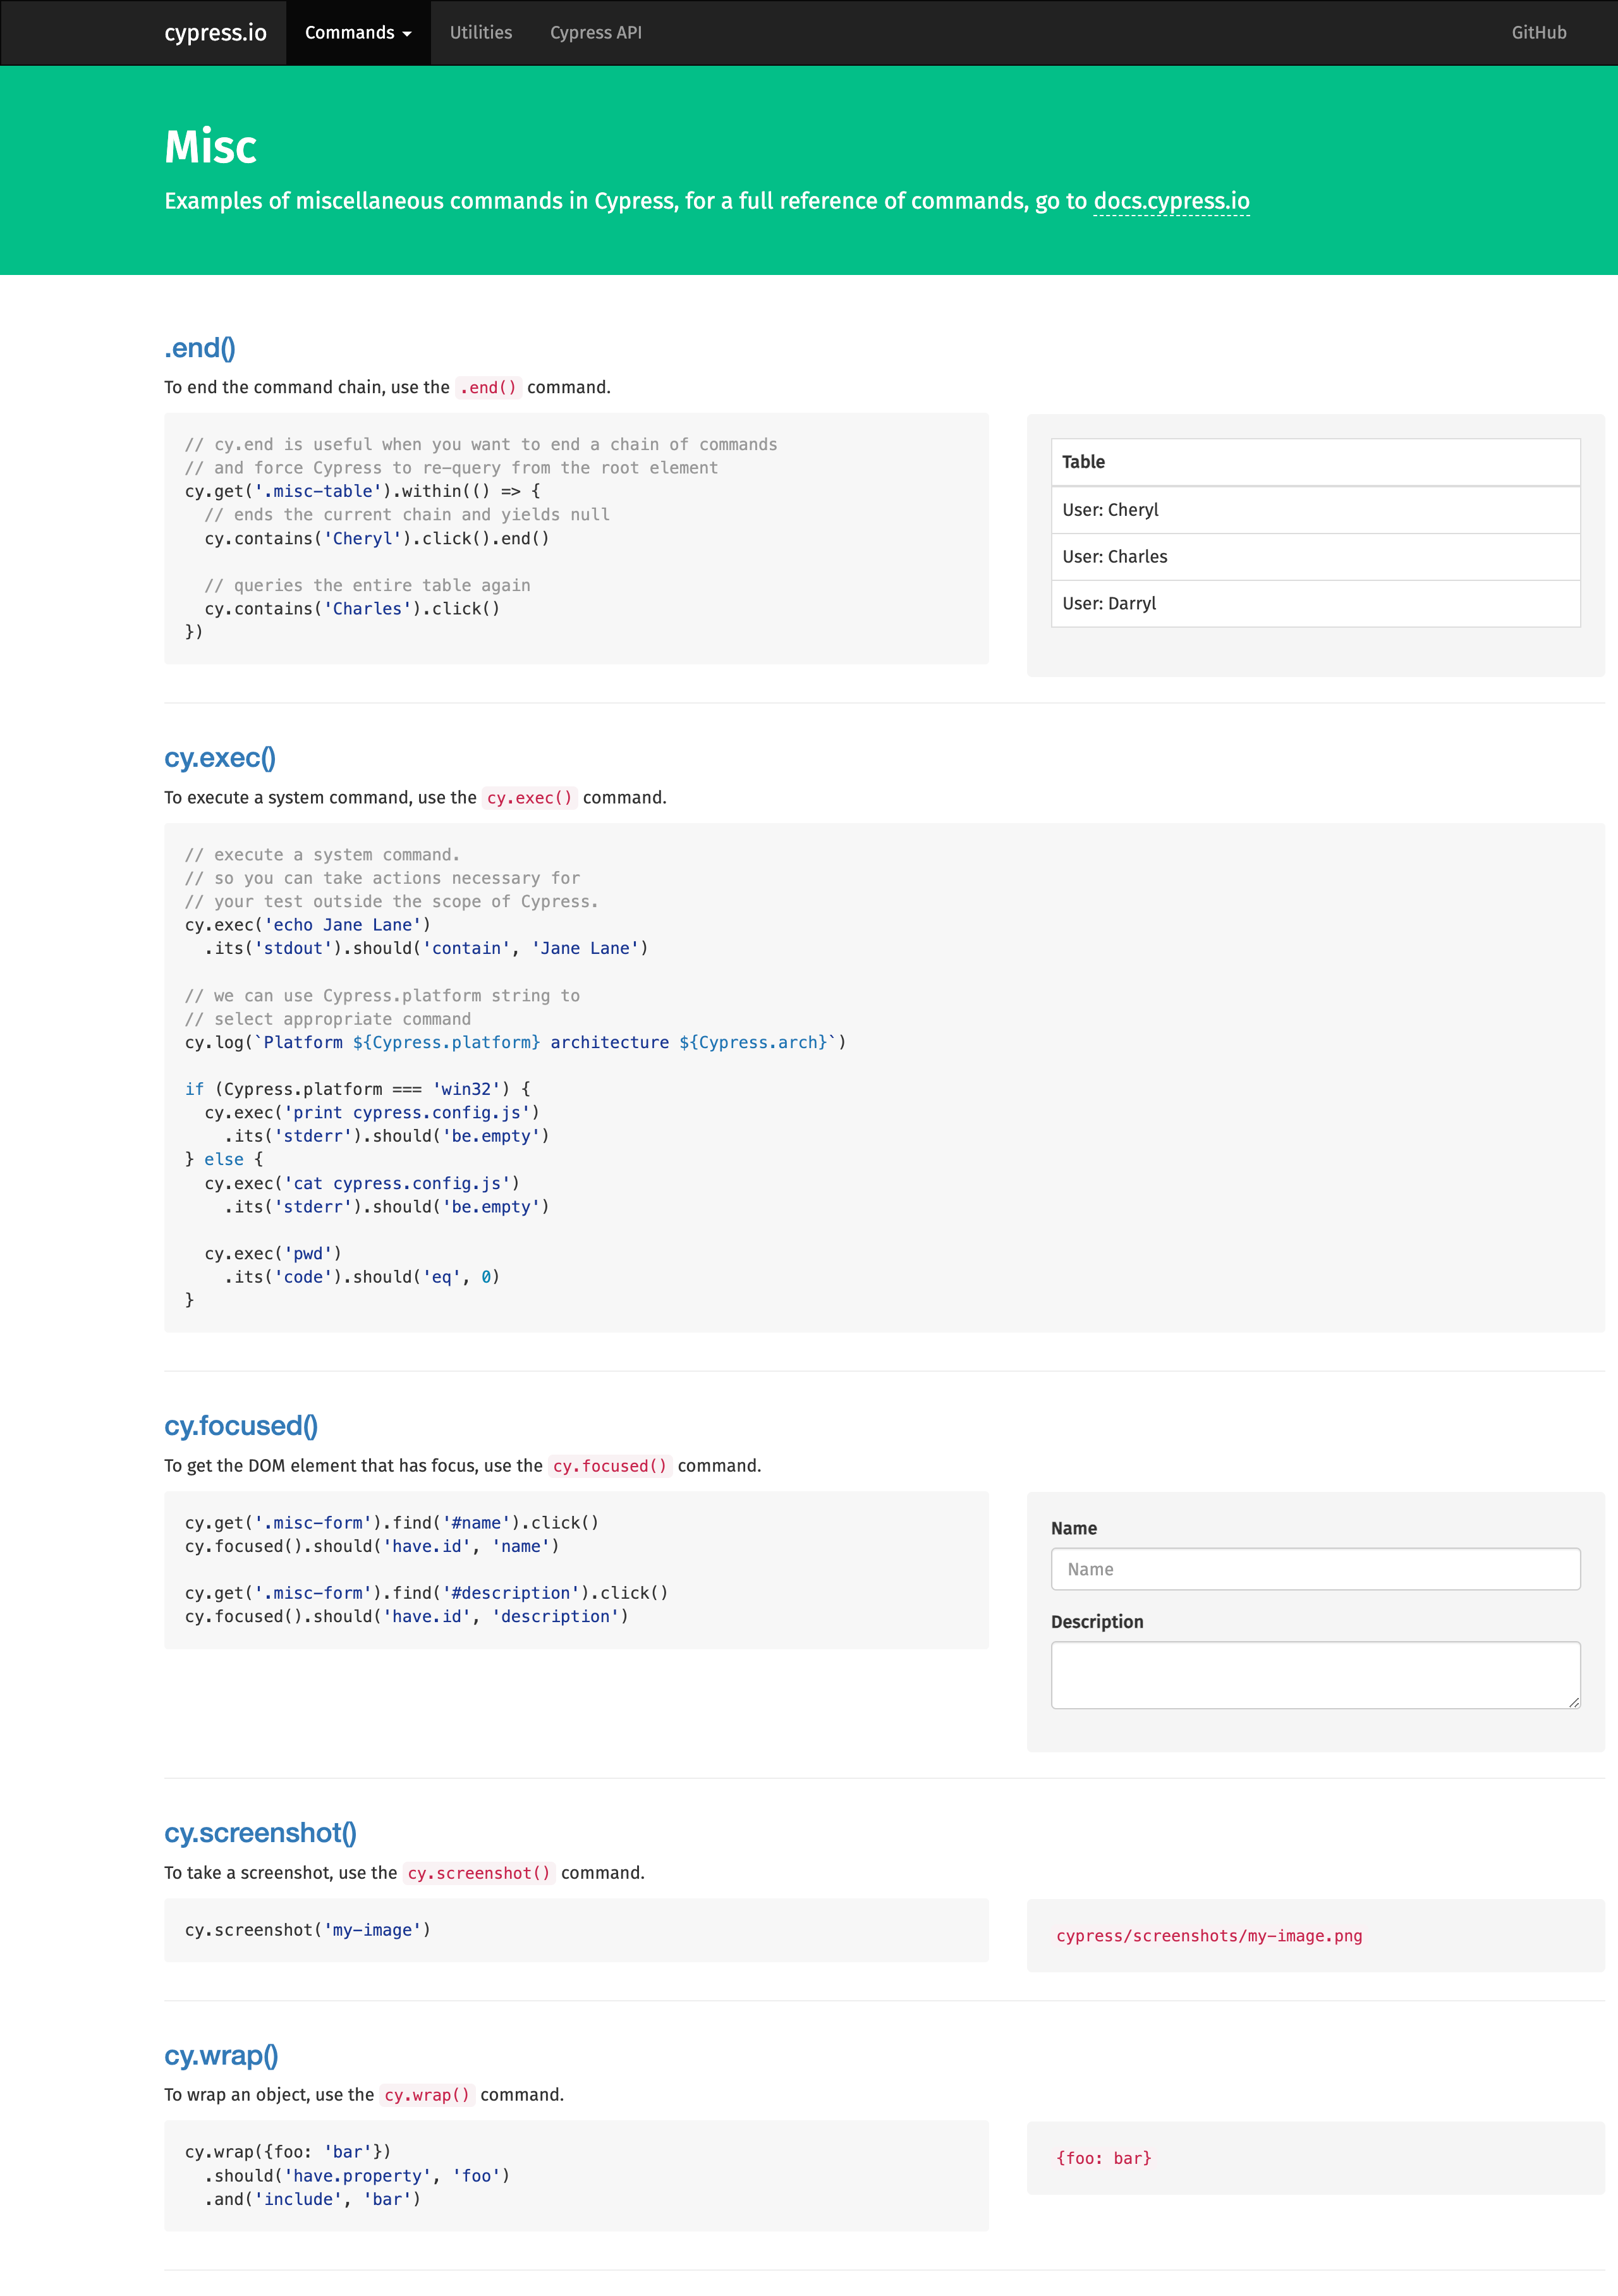 cypress.io Commands Utilities Cypress API GitHub
Misc
Examples of miscellaneous commands in Cypress, for a full reference of commands, go to docs.cypress.io
.end()
To end the command chain, use the .end() command.
// cy.end is useful when you want to end a chain of commands
// and force Cypress to re-query from the root element
cy.get('.misc-table').within(() => {
  // ends the current chain and yields null
  cy.contains('Cheryl').click().end()
  // queries the entire table again
  cy.contains('Charles').click()
})
Table
User: Cheryl
User: Charles
User: Darryl
cy.exec()
To execute a system command, use the cy.exec() command.
// execute a system command.
// so you can take actions necessary for
// your test outside the scope of Cypress.
cy.exec('echo Jane Lane')
  .its('stdout').should('contain', 'Jane Lane')
// we can use Cypress.platform string to
// select appropriate command
cy.log(`Platform ${Cypress.platform} architecture ${Cypress.arch}`)
if (Cypress.platform === 'win32') {
  cy.exec('print cypress.config.js')
    .its('stderr').should('be.empty')
} else {
  cy.exec('cat cypress.config.js')
    .its('stderr').should('be.empty')
  cy.exec('pwd')
    .its('code').should('eq', 0)
}
cy.focused()
To get the DOM element that has focus, use the cy.focused() command.
cy.get('.misc-form').find('#name').click()
cy.focused().should('have.id', 'name')
cy.get('.misc-form').find('#description').click()
cy.focused().should('have.id', 'description')
Name
Name
Description
cy.screenshot()
To take a screenshot, use the cy.screenshot() command.
cy.screenshot('my-image')
cypress/screenshots/my-image.png
cy.wrap()
To wrap an object, use the cy.wrap() command.
cy.wrap({foo: 'bar'})
  .should('have.property', 'foo')
  .and('include', 'bar')
{foo: bar}